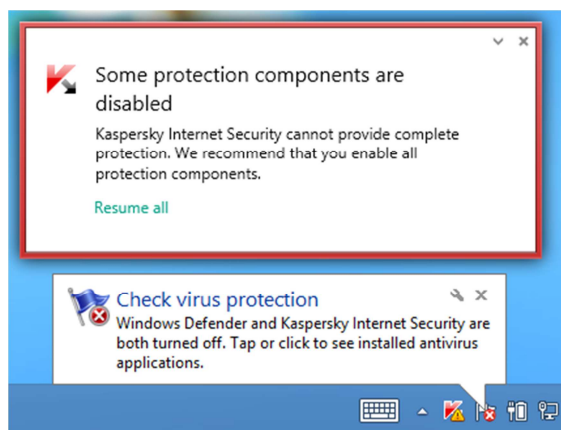 Some protection components are
disabled
Kaspersky Internet Security cannot provide complete
protection. We recommend that you enable all
protection components.
Resume all
Check virus protection
Windows Defender and Kaspersky Internet Security are
both turned off. Tap or click to see installed antivirus
applications.